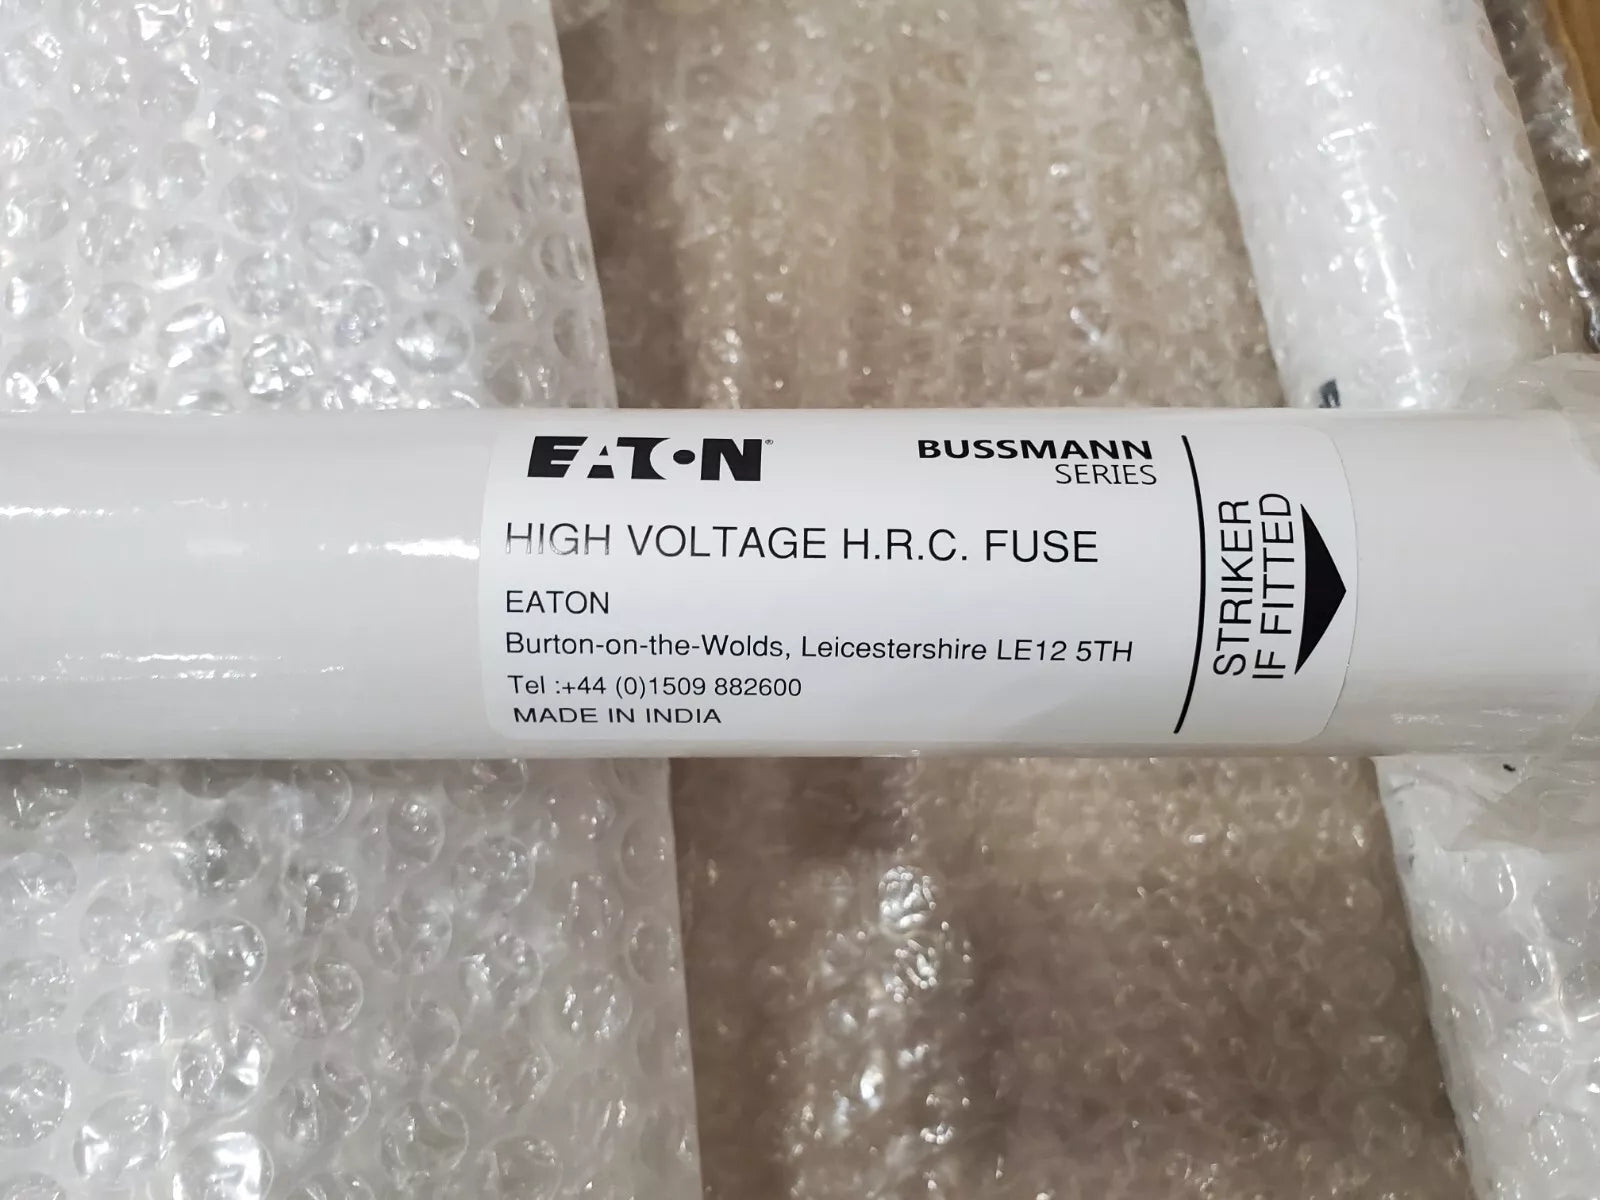 EATON®
BUSSMANN
SERIES
HIGH VOLTAGE H.R.C. FUSE
EATON
Burton-on-the-Wolds, Leicestershire LE12 5TH
Tel :+44 (0)1509 882600
MADE IN INDIA
STRIKER
IF FITTED